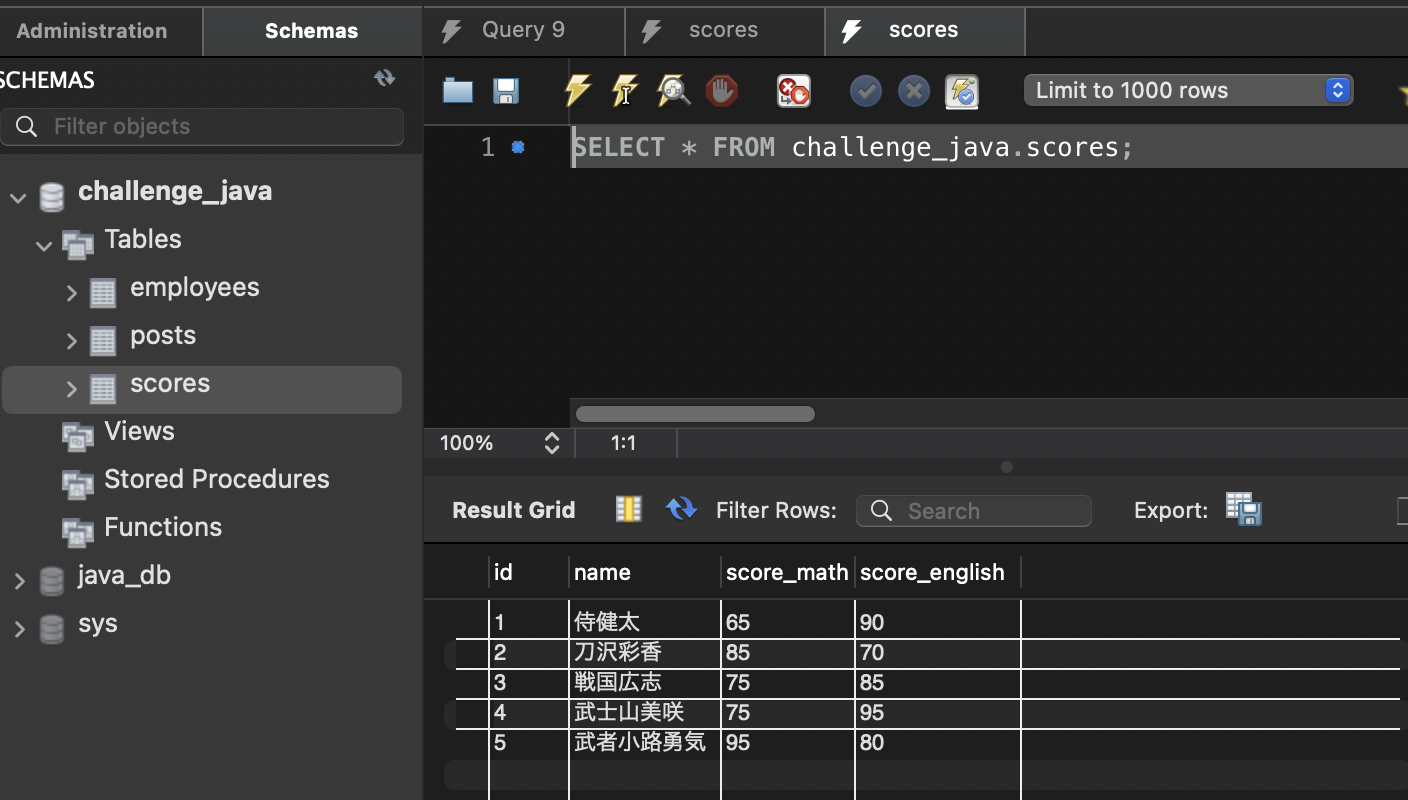 Administration Schemas Query 9 scores scores
SCHEMAS
Filter objects
Limit to 1000 rows
1 SELECT * FROM challenge_java.scores;
challenge_java
Tables
employees
posts
scores
Views
Stored Procedures
Functions
java_db
sys
100% 1:1
Result Grid Filter Rows: Search Export:
id name score_math score_english
1 侍健太 65 90
2 刀沢彩香 85 70
3 戦国広志 75 85
4 武士山美咲 75 95
5 武者小路勇気 95 80